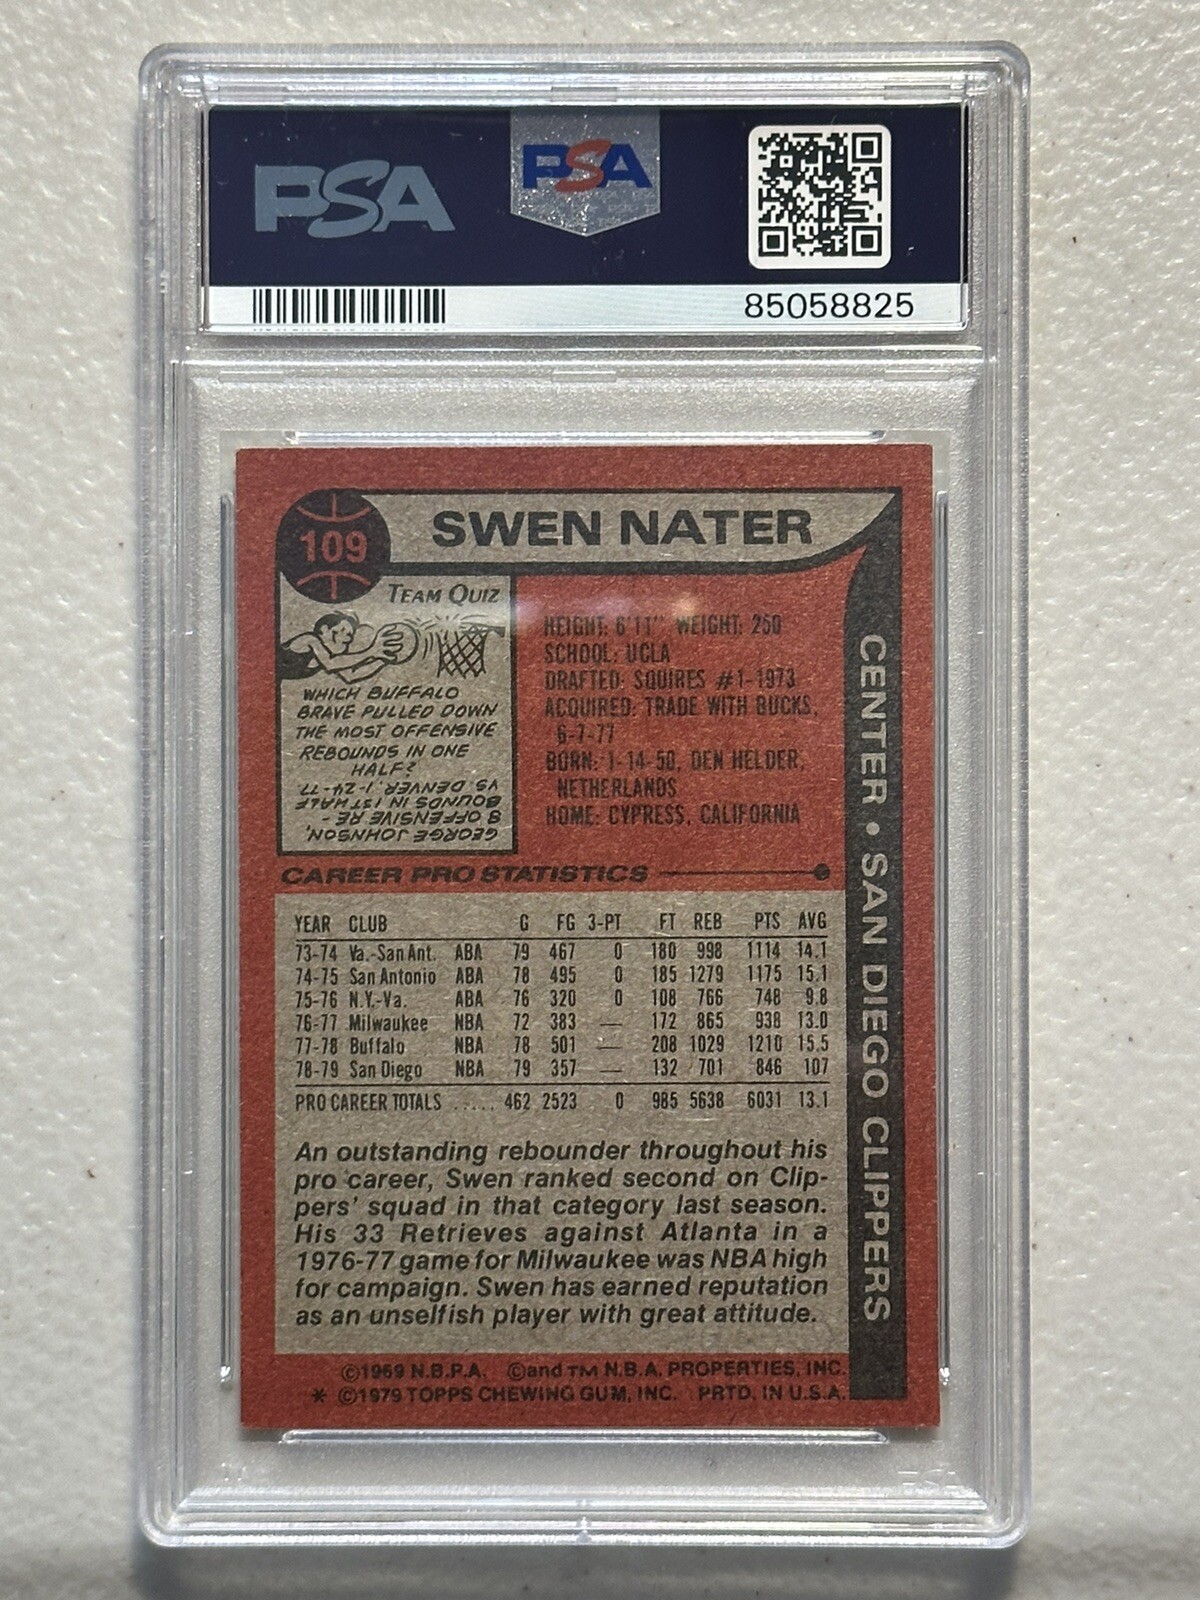 PSA
PSA
85058825
109
SWEN NATER
TEAM QUIZ
WHICH BUFFALO
BRAVE PULLED DOWN
THE MOST OFFENSIVE
REBOUNDS IN ONE
HALF?
GEORGE JOHNSON,
8 OFFENSIVE RE-
BOUNDS IN 1ST HALF
VS. DENVER, 1-24-77
HEIGHT: 6'11" WEIGHT: 250
SCHOOL: UCLA
DRAFTED: SQUIRES #1-1973
ACQUIRED: TRADE WITH BUCKS,
6-7-77
BORN: 1-14-50, DEN HELDER,
NETHERLANDS
HOME: CYPRESS, CALIFORNIA
CENTER • SAN DIEGO CLIPPERS
CAREER PRO STATISTICS
YEAR CLUB G FG 3-PT FT REB PTS AVG
73-74 Va.-San Ant. ABA 79 467 0 180 998 1114 14.1
74-75 San Antonio ABA 78 495 0 185 1279 1175 15.1
75-76 N.Y.-Va. ABA 76 320 0 108 766 748 9.8
76-77 Milwaukee NBA 72 383 — 172 865 938 13.0
77-78 Buffalo NBA 78 501 — 208 1029 1210 15.5
78-79 San Diego NBA 79 357 — 132 701 846 107
PRO CAREER TOTALS ..... 462 2523 0 985 5638 6031 13.1
An outstanding rebounder throughout his
pro career, Swen ranked second on Clip-
pers' squad in that category last season.
His 33 Retrieves against Atlanta in a
1976-77 game for Milwaukee was NBA high
for campaign. Swen has earned reputation
as an unselfish player with great attitude.
©1969 N.B.P.A. ©and TM N.B.A. PROPERTIES, INC.
* ©1979 TOPPS CHEWING GUM, INC. PRTD. IN U.S.A.